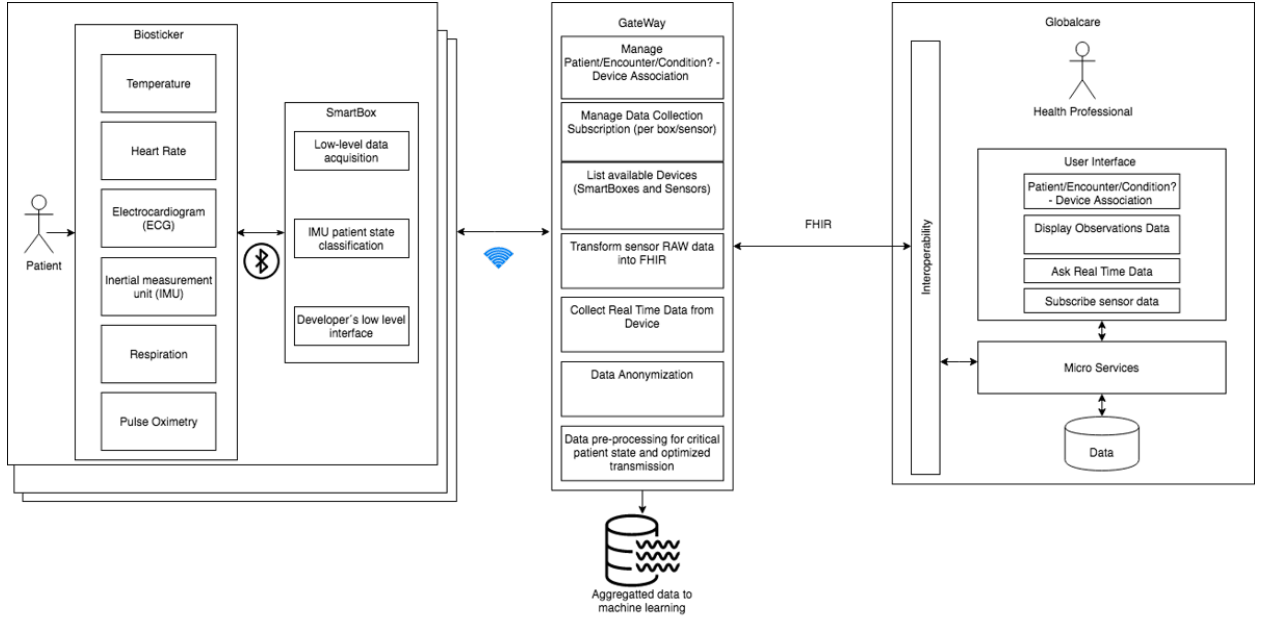 Biosticker
Temperature
Heart Rate
Electrocardiogram
(ECG)
Inertial measurement
unit (IMU)
Respiration
Pulse Oximetry
Patient
SmartBox
Low-level data
acquisition
IMU patient state
classification
Developer´s low level
interface
GateWay
Manage
Patient/Encounter/Condition? -
Device Association
Manage Data Collection
Subscription (per box/sensor)
List available Devices
(SmartBoxes and Sensors)
Transform sensor RAW data
into FHIR
Collect Real Time Data from
Device
Data Anonymization
Data pre-processing for critical
patient state and optimized
transmission
Aggregatted data to
machine learning
FHIR
Globalcare
Interoperability
Health Professional
User Interface
Patient/Encounter/Condition?
- Device Association
Display Observations Data
Ask Real Time Data
Subscribe sensor data
Micro Services
Data